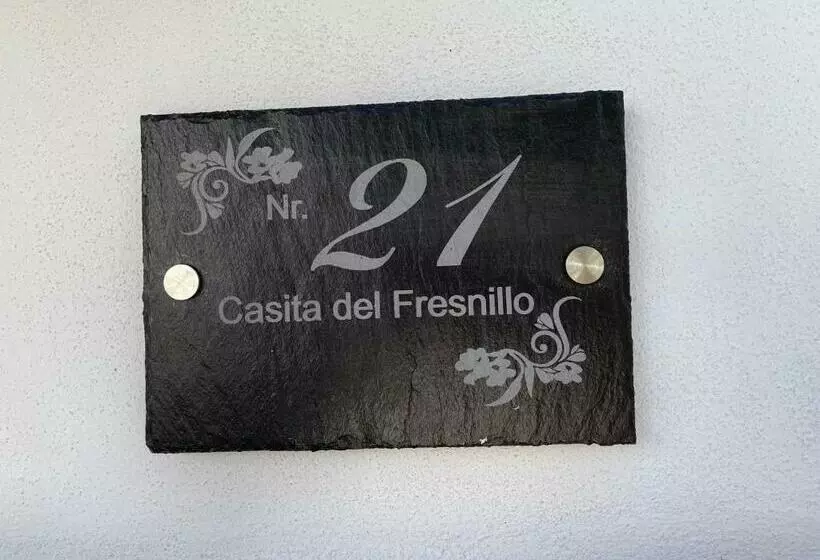 Nr. 21
Casita del Fresnillo